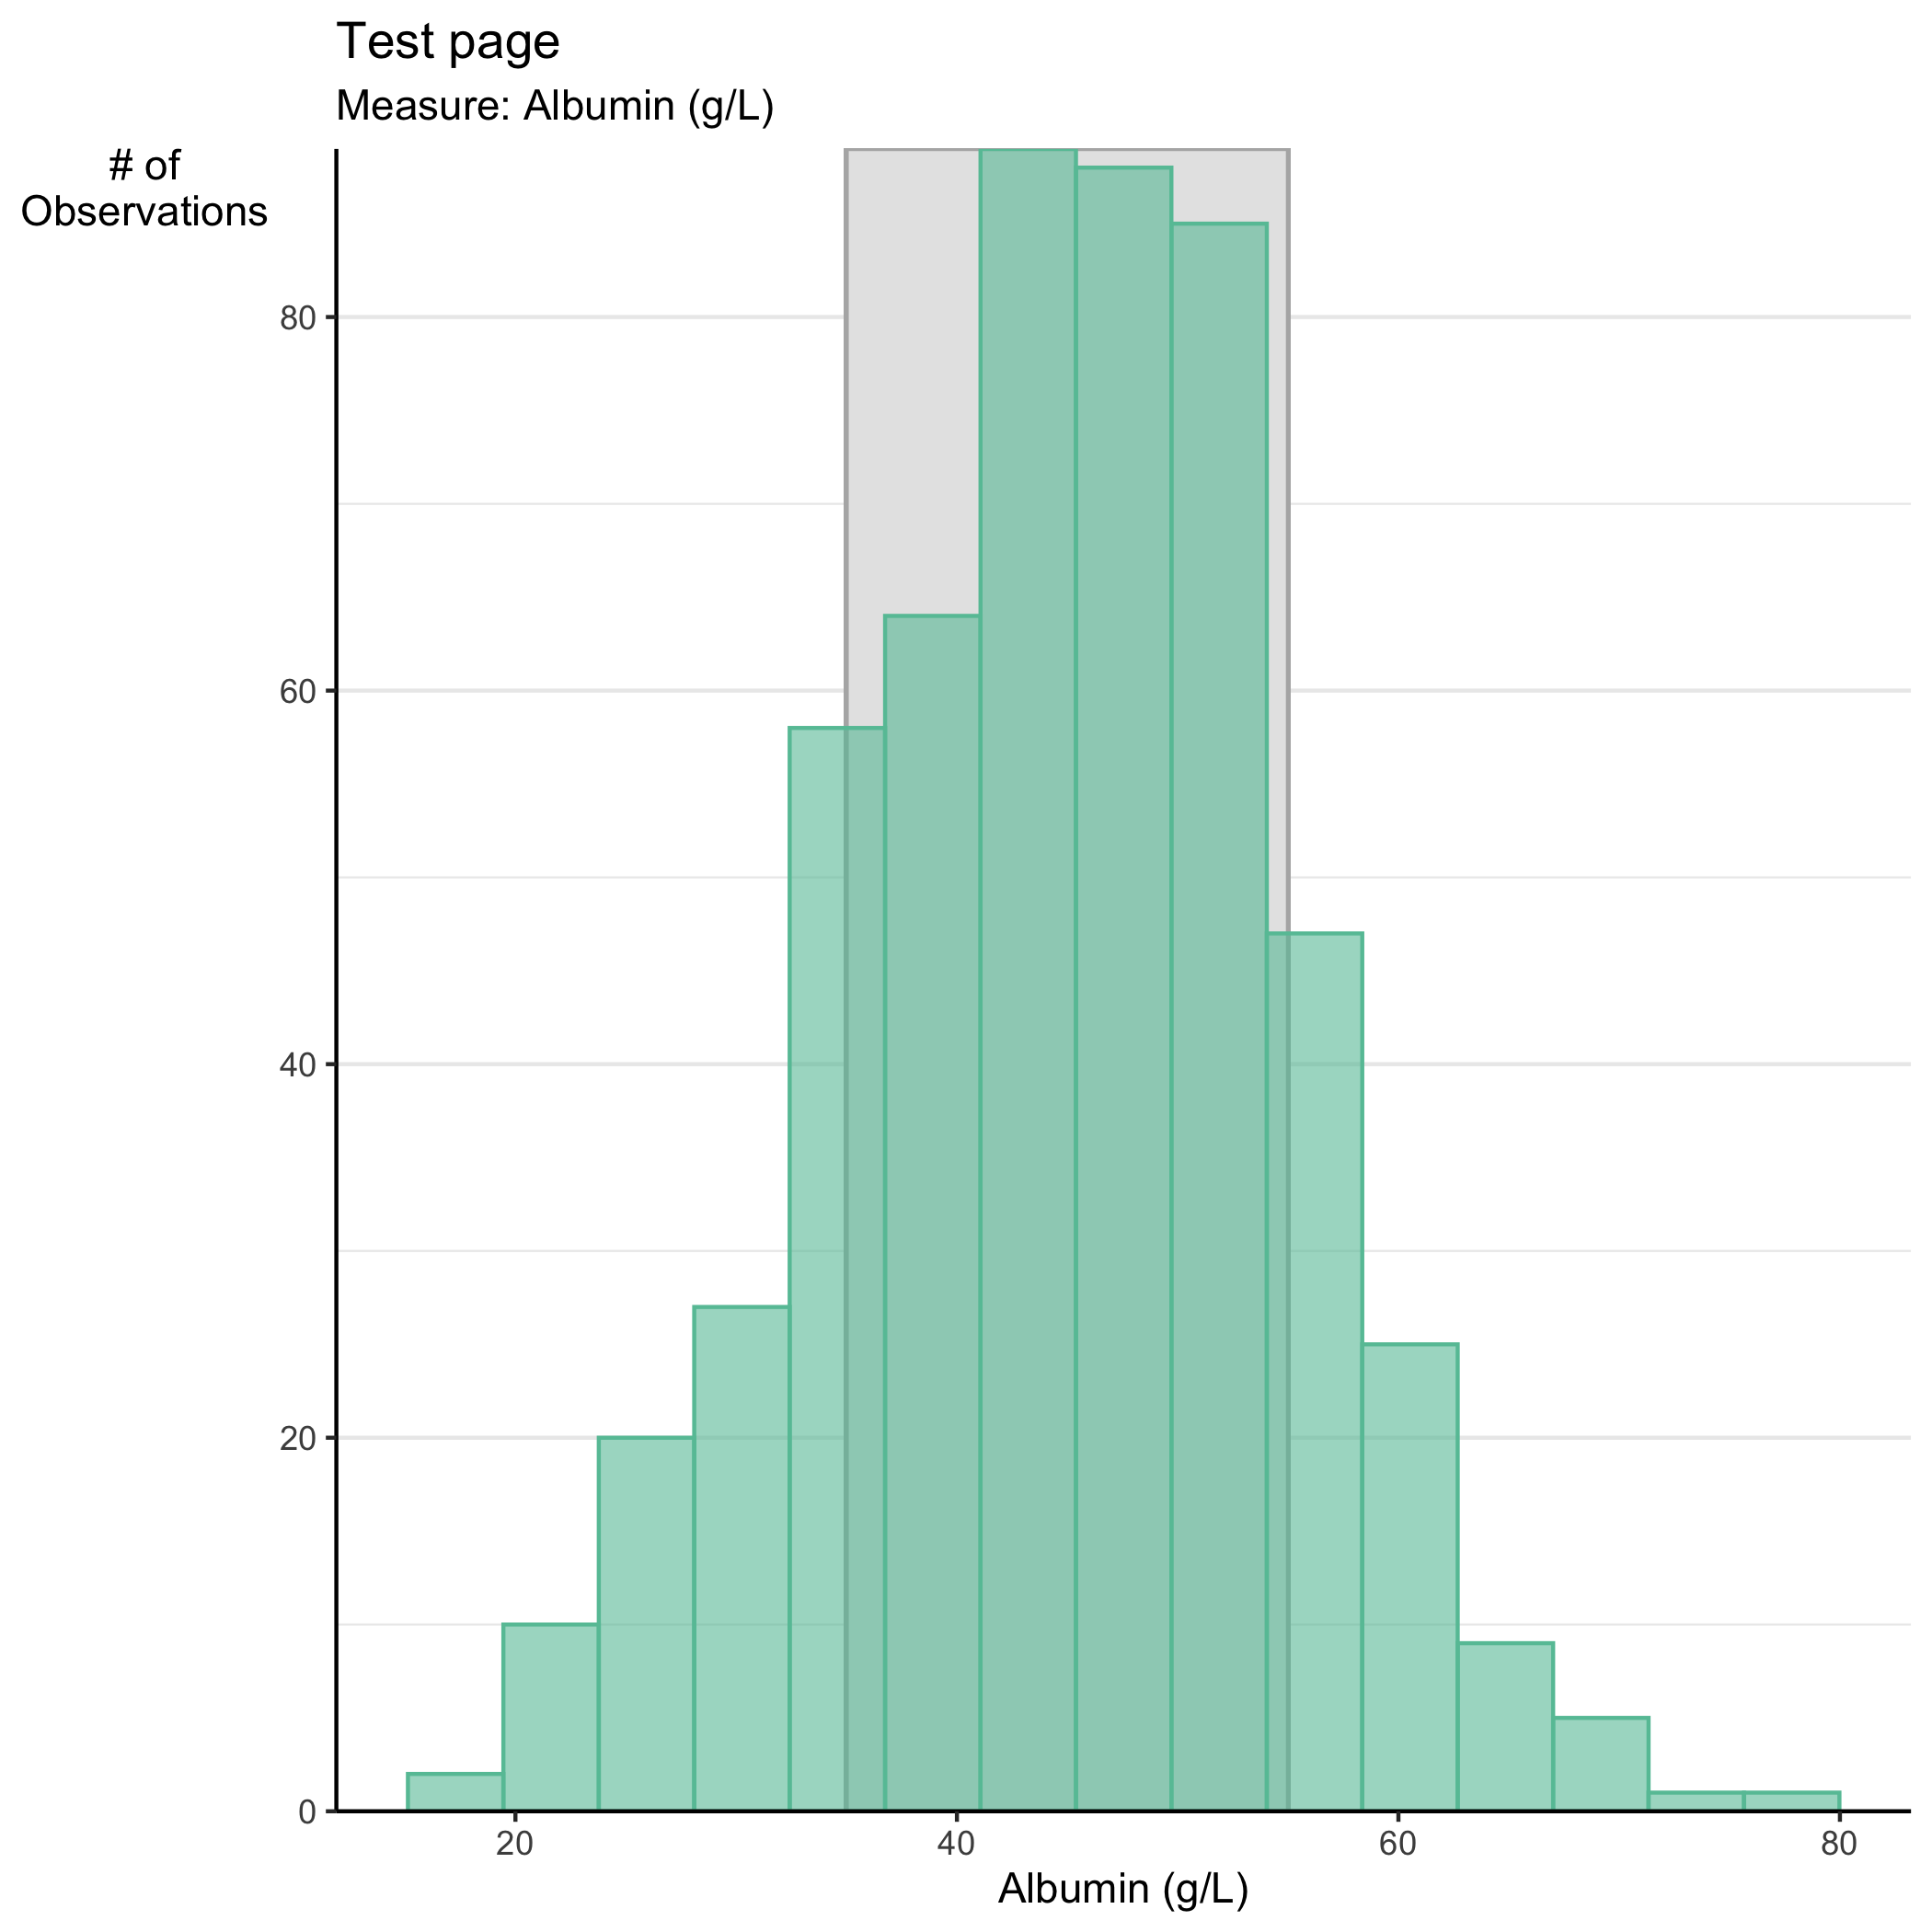 Test page
Measure: Albumin (g/L)
# of
Observations
80
60
40
20
0
20 40 60 80
Albumin (g/L)